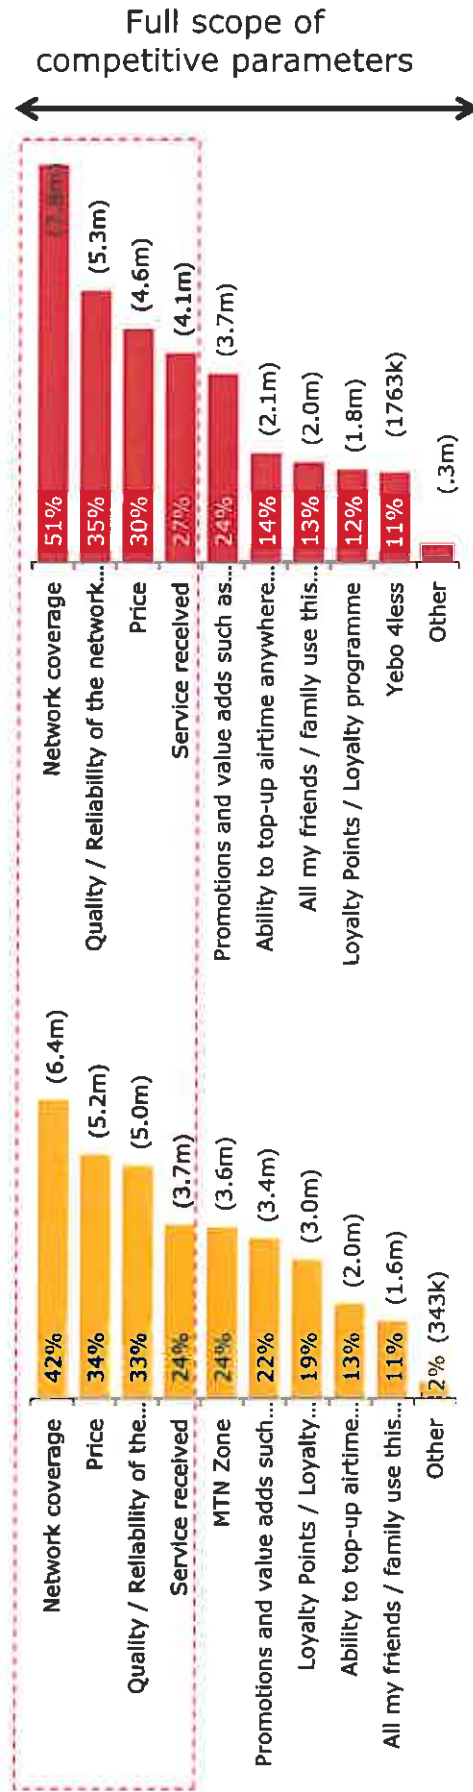 Full scope of
competitive parameters
Network coverage 42% (6.4m)
Price 34% (5.2m)
Quality / Reliability of the... 33% (5.0m)
Service received 24% (3.7m)
MTN Zone 24% (3.6m)
Promotions and value adds such... 22% (3.4m)
Loyalty Points / Loyalty... 19% (3.0m)
Ability to top-up airtime... 13% (2.0m)
All my friends / family use this... 11% (1.6m)
Other 2% (343k)
Network coverage 51% (7.8m)
Quality / Reliability of the network... 35% (5.3m)
Price 30% (4.6m)
Service received 27% (4.1m)
Promotions and value adds such as... 24% (3.7m)
Ability to top-up airtime anywhere... 14% (2.1m)
All my friends / family use this... 13% (2.0m)
Loyalty Points / Loyalty programme 12% (1.8m)
Yebo 4less 11% (1763k)
Other (.3m)